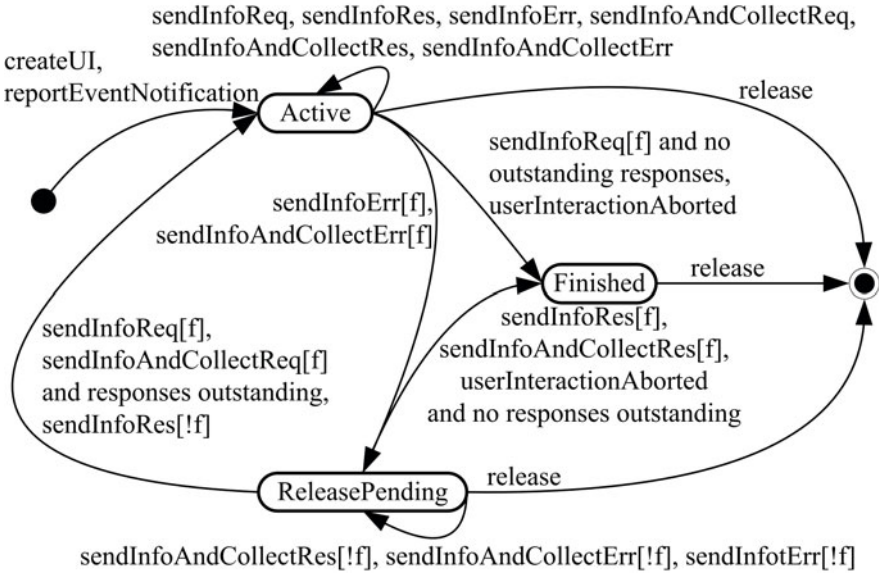 sendInfoReq, sendInfoRes, sendInfoErr, sendInfoAndCollectReq,
sendInfoAndCollectRes, sendInfoAndCollectErr
createUI,
reportEventNotification
Active
release
sendInfoReq[f] and no
outstanding responses,
userInteractionAborted
sendInfoErr[f],
sendInfoAndCollectErr[f]
Finished
release
sendInfoRes[f],
sendInfoAndCollectRes[f],
userInteractionAborted
and no responses outstanding
sendInfoReq[f],
sendInfoAndCollectReq[f]
and responses outstanding,
sendInfoRes[!f]
ReleasePending
release
sendInfoAndCollectRes[!f], sendInfoAndCollectErr[!f], sendInfotErr[!f]